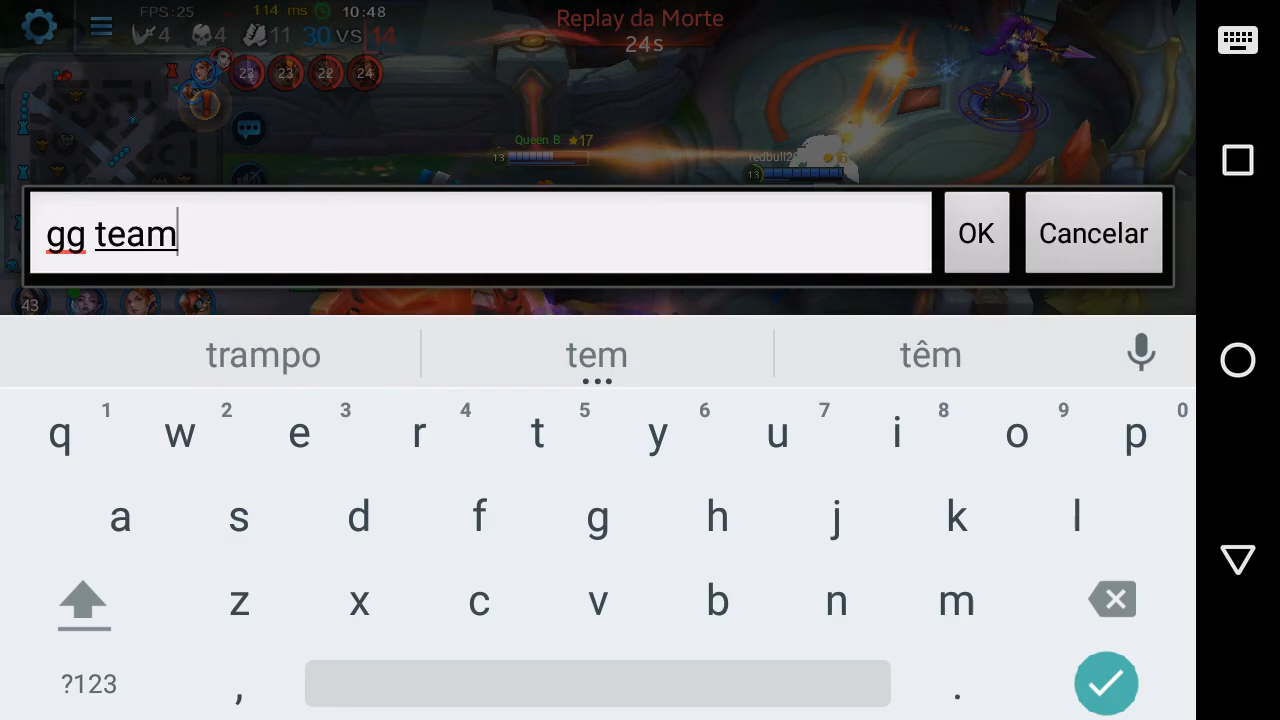 FPS:25 114 ms 10:48
4 4 11 30 VS 14
Replay da Morte
24s
23 23 22 24
Queen B 17
13
13
gg team
OK
Cancelar
43
trampo tem têm
1 2 3 4 5 6 7 8 9 0
q w e r t y u i o p
a s d f g h j k l
z x c v b n m
?123 , .